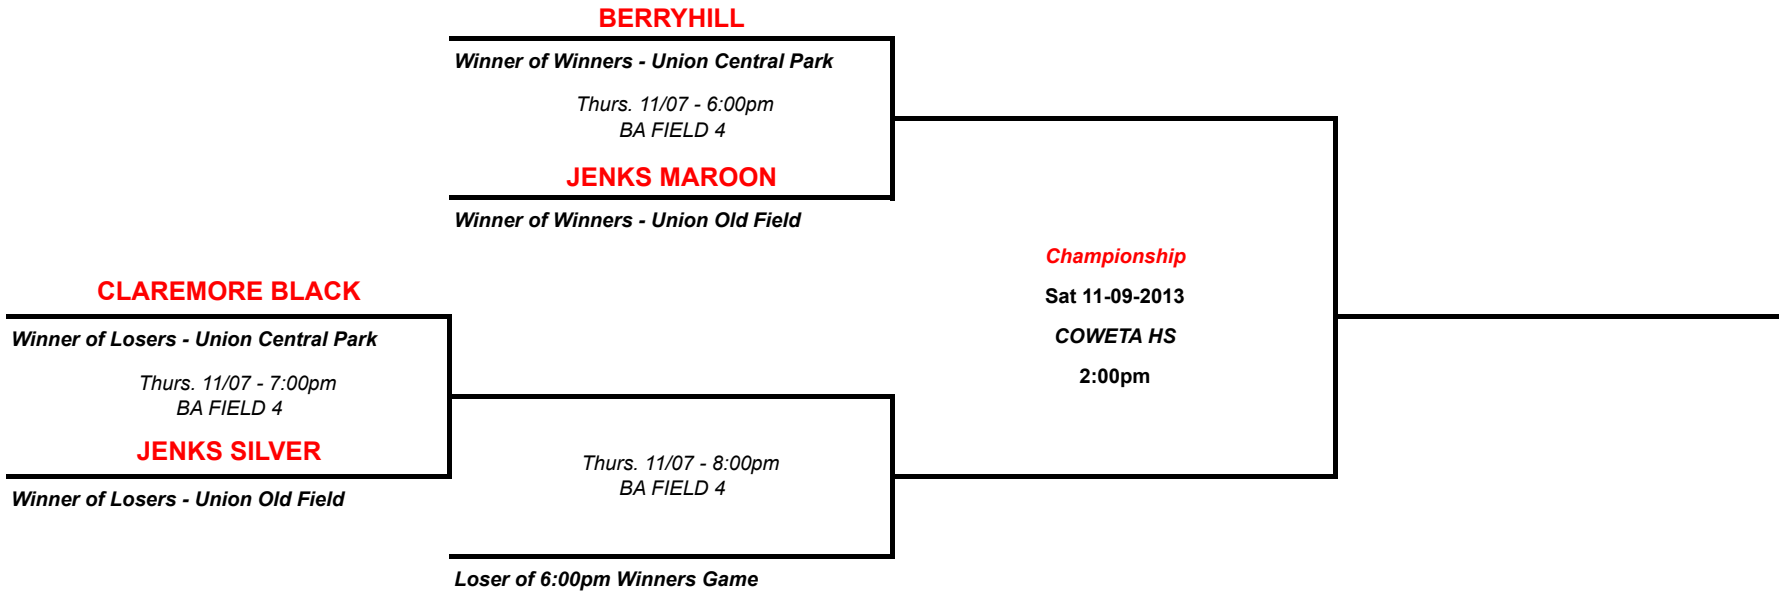 BERRYHILL
Winner of Winners - Union Central Park
Thurs. 11/07 - 6:00pm
BA FIELD 4
JENKS MAROON
Winner of Winners - Union Old Field
Championship
Sat 11-09-2013
COWETA HS
2:00pm
CLAREMORE BLACK
Winner of Losers - Union Central Park
Thurs. 11/07 - 7:00pm
BA FIELD 4
JENKS SILVER
Winner of Losers - Union Old Field
Thurs. 11/07 - 8:00pm
BA FIELD 4
Loser of 6:00pm Winners Game